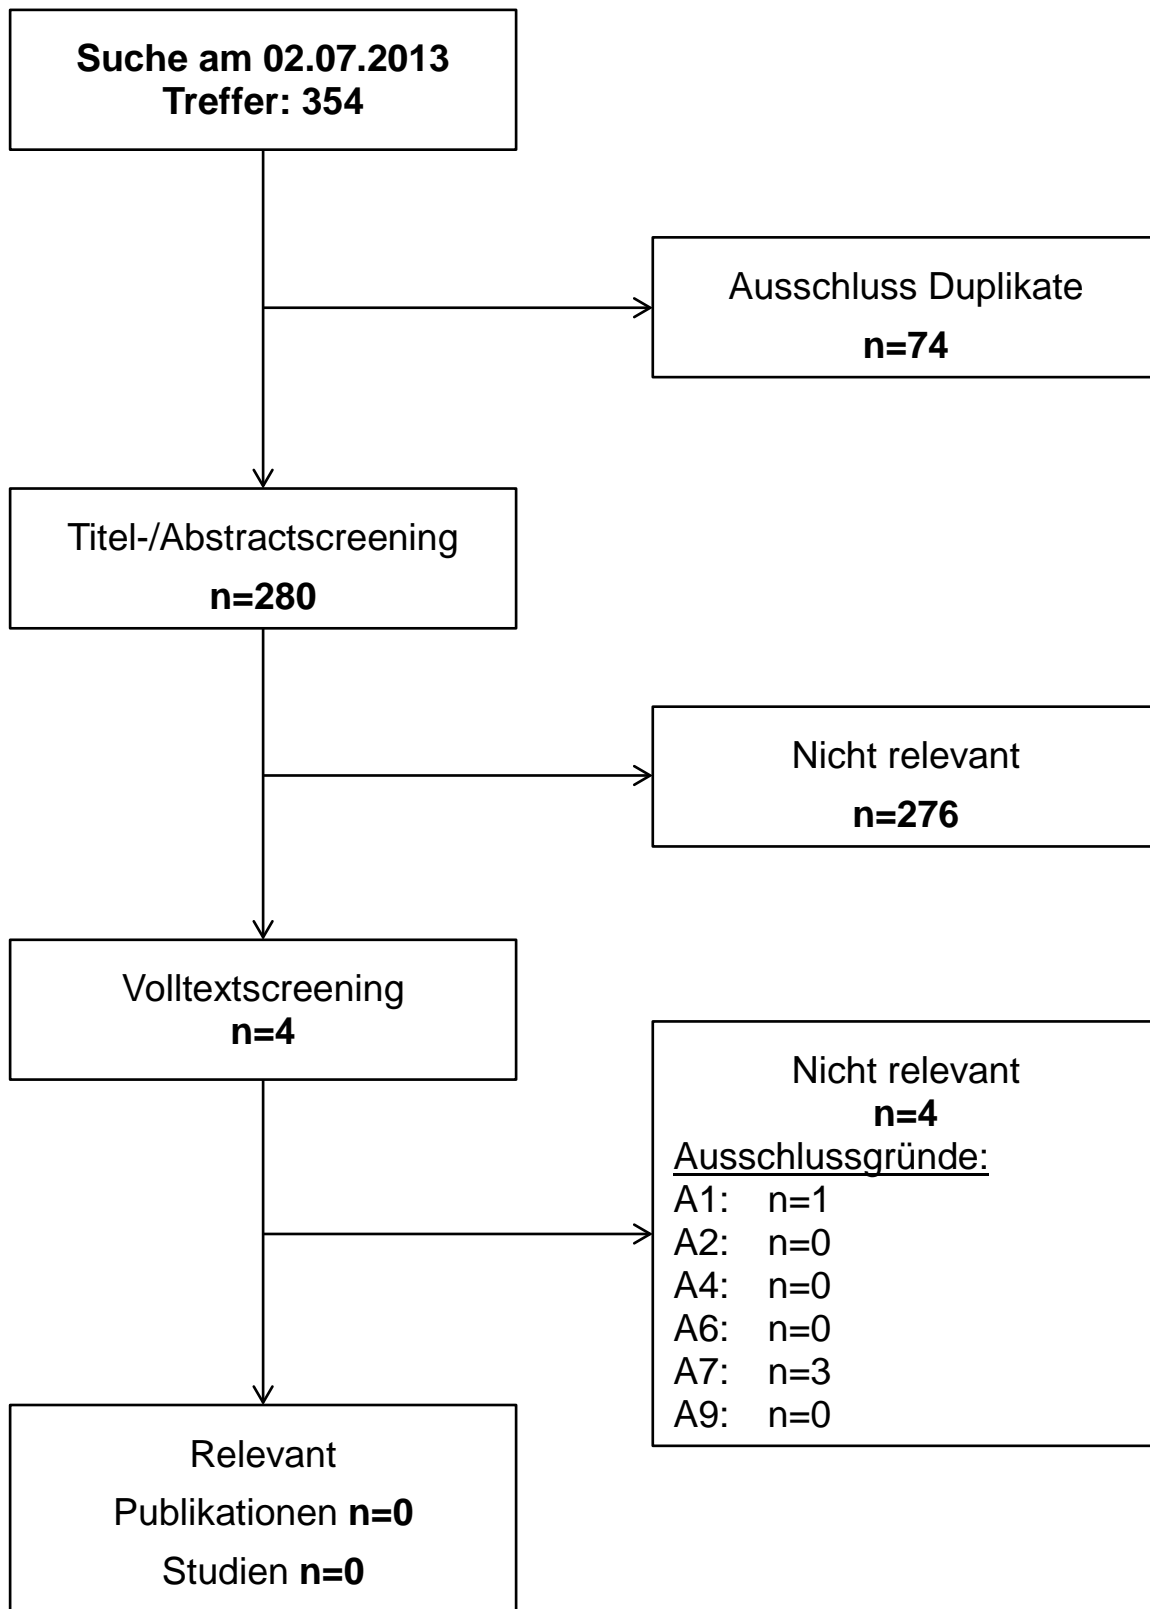 Suche am 02.07.2013
Treffer: 354
Ausschluss Duplikate
n=74
Titel-/Abstractscreening
n=280
Nicht relevant
n=276
Volltextscreening
n=4
Nicht relevant
n=4
Ausschlussgründe:
A1: n=1
A2: n=0
A4: n=0
A6: n=0
A7: n=3
A9: n=0
Relevant
Publikationen n=0
Studien n=0